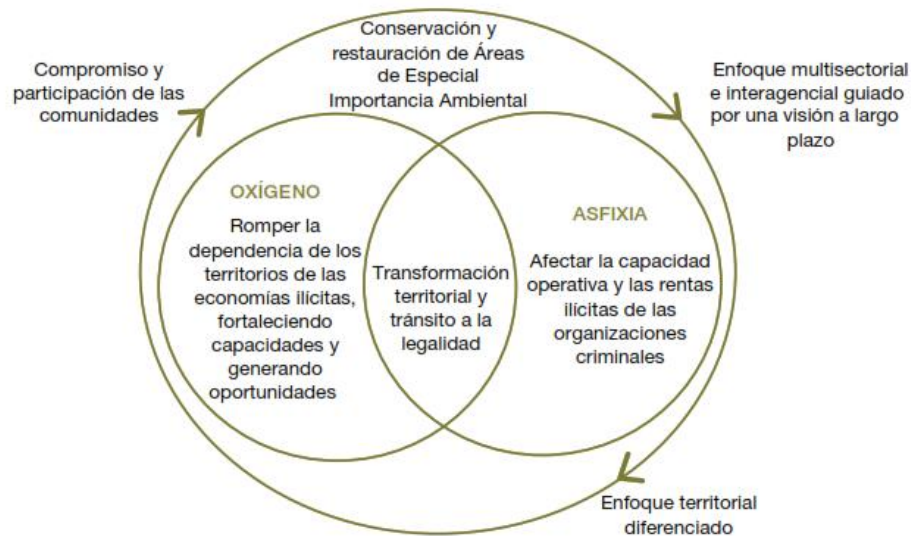 Conservación y
restauración de Áreas
de Especial
Importancia Ambiental
Compromiso y
participación de las
comunidades
Enfoque multisectorial
e interagencial guiado
por una visión a largo
plazo
OXÍGENO
Romper la
dependencia de los
territorios de las
economías ilícitas,
fortaleciendo
capacidades y
generando
oportunidades
Transformación
territorial y
tránsito a la
legalidad
ASFIXIA
Afectar la capacidad
operativa y las rentas
ilícitas de las
organizaciones
criminales
Enfoque territorial
diferenciado